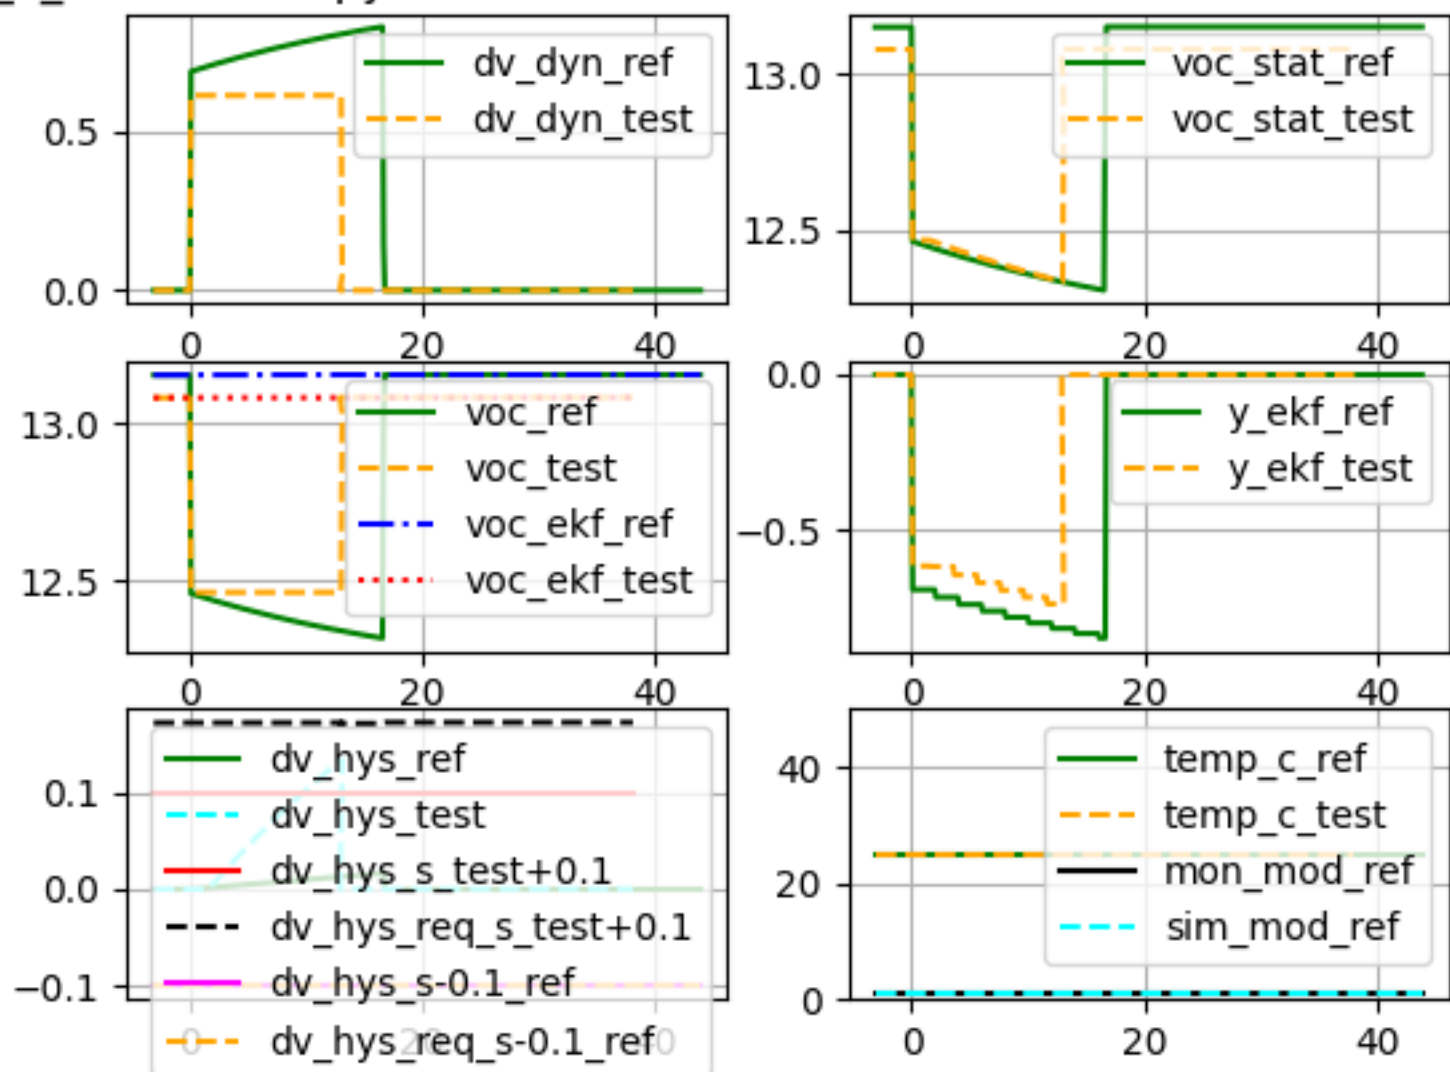 dv_dyn_ref
dv_dyn_test
0.5
0.0
0 20 40
voc_stat_ref
voc_stat_test
13.0
12.5
0 20 40
voc_ref
voc_test
voc_ekf_ref
voc_ekf_test
13.0
12.5
0 20 40
y_ekf_ref
y_ekf_test
0.0
−0.5
0 20 40
dv_hys_ref
dv_hys_test
dv_hys_s_test+0.1
dv_hys_req_s_test+0.1
dv_hys_s-0.1_ref
dv_hys_req_s-0.1_ref
0.1
0.0
−0.1
0 20 40
temp_c_ref
temp_c_test
mon_mod_ref
sim_mod_ref
40
20
0
0 20 40